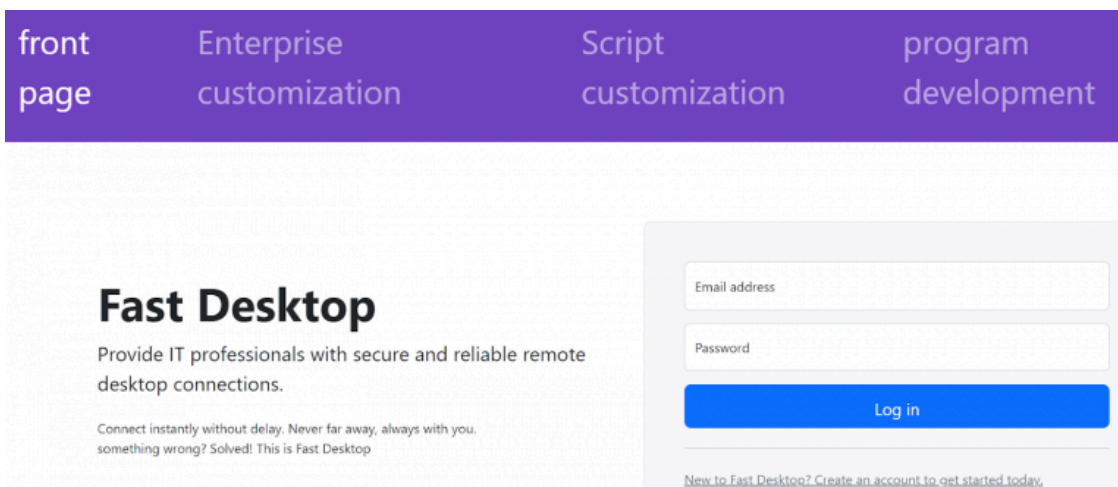 front
page
Enterprise
customization
Script
customization
program
development
Fast Desktop
Provide IT professionals with secure and reliable remote
desktop connections.
Connect instantly without delay. Never far away, always with you.
something wrong? Solved! This is Fast Desktop
Email address
Password
Log in
New to Fast Desktop? Create an account to get started today.